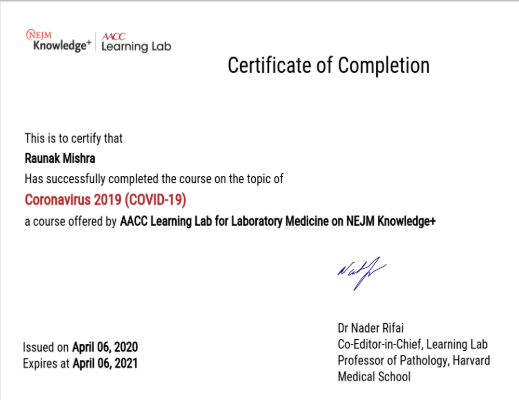 NEJM
Knowledge+
AACC
Learning Lab
Certificate of Completion
This is to certify that
Raunak Mishra
Has successfully completed the course on the topic of
Coronavirus 2019 (COVID-19)
a course offered by AACC Learning Lab for Laboratory Medicine on NEJM Knowledge+
Dr Nader Rifai
Co-Editor-in-Chief, Learning Lab
Professor of Pathology, Harvard
Medical School
Issued on April 06, 2020
Expires at April 06, 2021